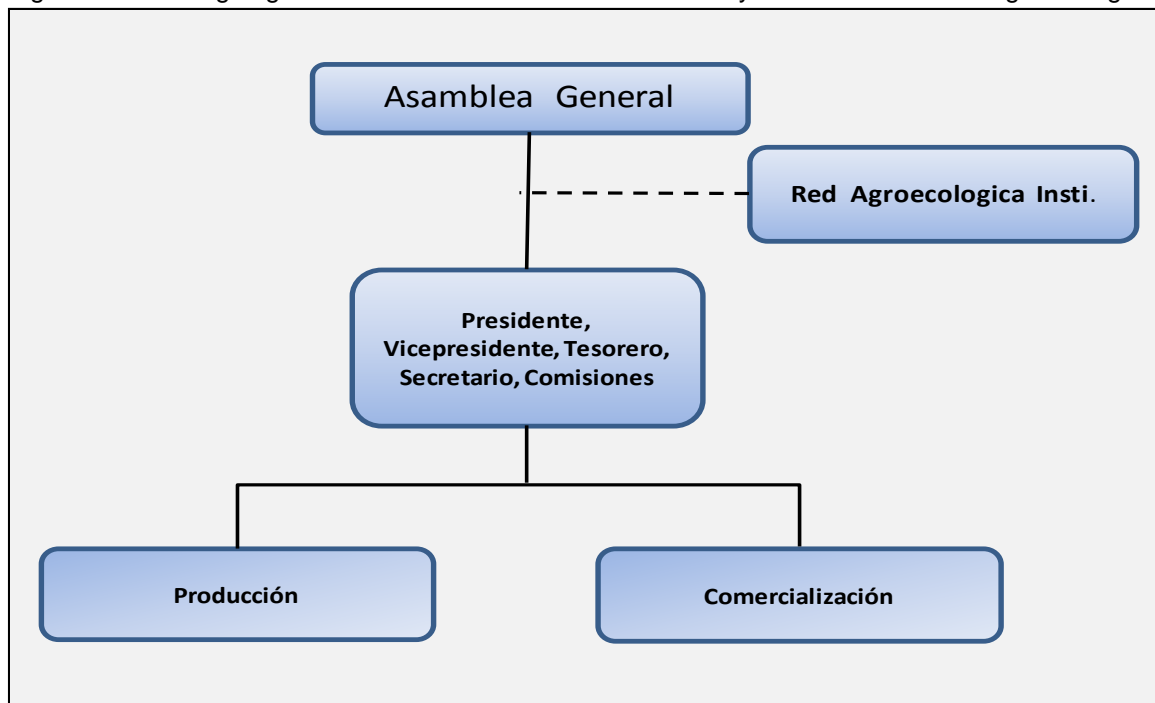 Asamblea General
Red Agroecologica Insti.
Presidente,
Vicepresidente, Tesorero,
Secretario, Comisiones
Producción
Comercialización